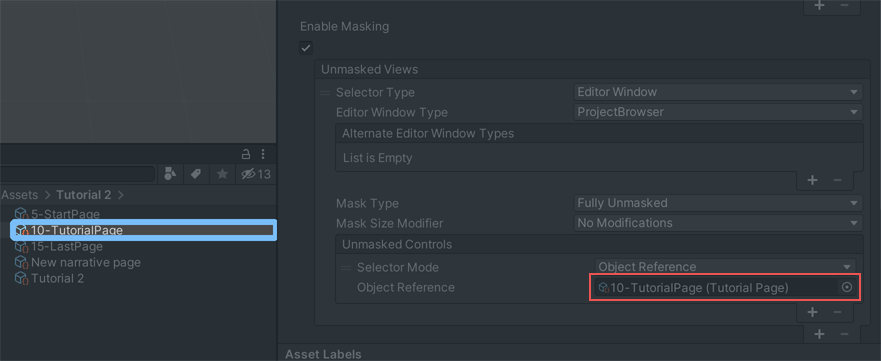 Enable Masking
Unmasked Views
Selector Type Editor Window
Editor Window Type ProjectBrowser
Alternate Editor Window Types
List is Empty
Mask Type Fully Unmasked
Mask Size Modifier No Modifications
Unmasked Controls
Selector Mode Object Reference
Object Reference 10-TutorialPage (Tutorial Page)
Asset Labels
13
Assets > Tutorial 2 >
5-StartPage
10-TutorialPage
15-LastPage
New narrative page
Tutorial 2